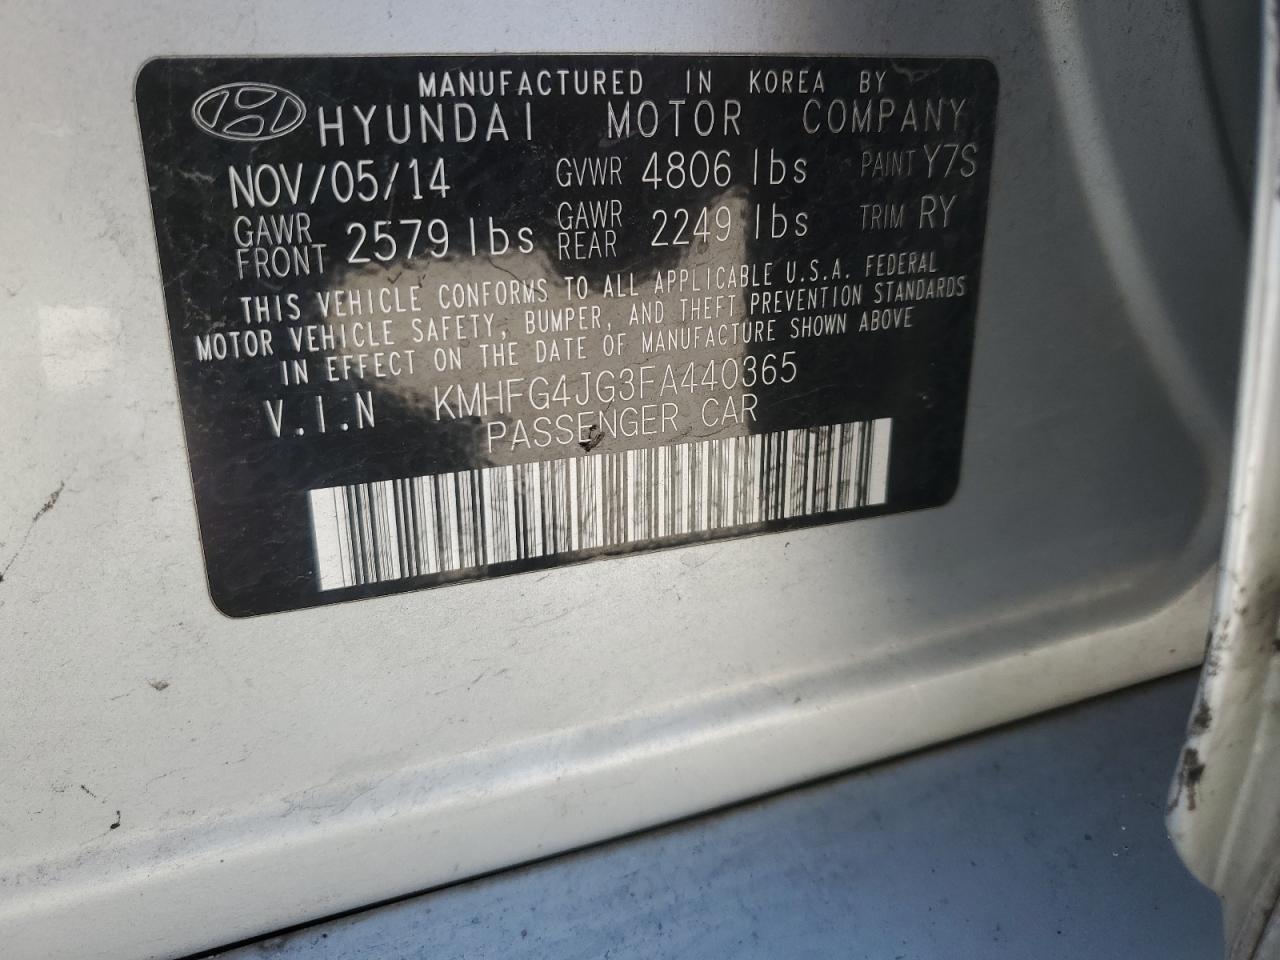 MANUFACTURED IN KOREA BY
HYUNDAI MOTOR COMPANY
NOV/05/14 GVWR 4806 lbs PAINT Y7S
GAWR FRONT 2579 lbs GAWR REAR 2249 lbs TRIM RY
THIS VEHICLE CONFORMS TO ALL APPLICABLE U.S.A. FEDERAL
MOTOR VEHICLE SAFETY, BUMPER, AND THEFT PREVENTION STANDARDS
IN EFFECT ON THE DATE OF MANUFACTURE SHOWN ABOVE
V.I.N KMHFG4JG3FA440365
PASSENGER CAR